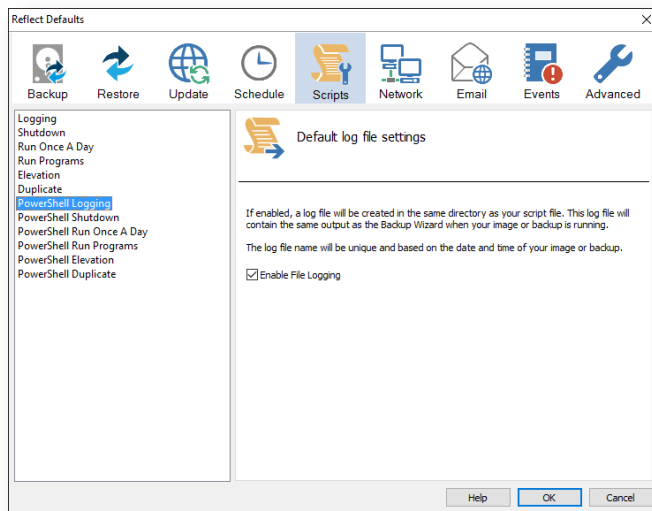 Reflect Defaults
Backup Restore Update Schedule Scripts Network Email Events Advanced
Logging
Shutdown
Run Once A Day
Run Programs
Elevation
Duplicate
PowerShell Logging
PowerShell Shutdown
PowerShell Run Once A Day
PowerShell Run Programs
PowerShell Elevation
PowerShell Duplicate
Default log file settings
If enabled, a log file will be created in the same directory as your script file. This log file will
contain the same output as the Backup Wizard when your image or backup is running.
The log file name will be unique and based on the date and time of your image or backup.
Enable File Logging
Help OK Cancel